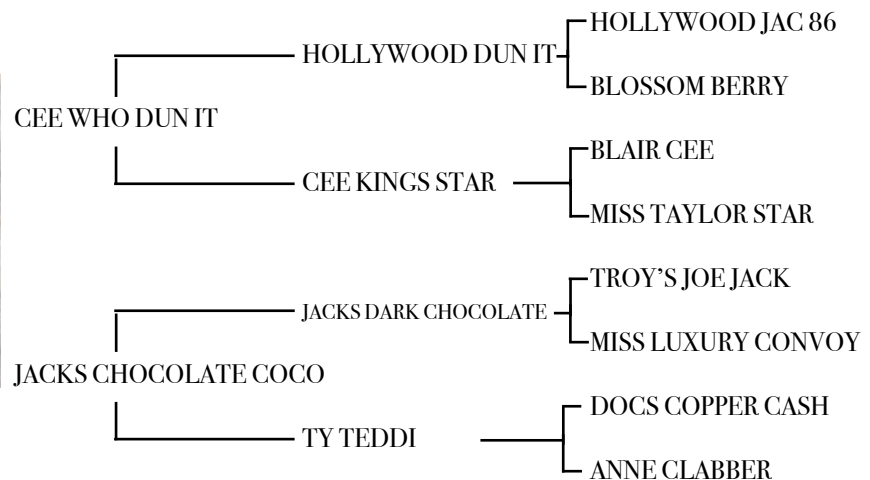 HOLLYWOOD JAC 86
HOLLYWOOD DUN IT
BLOSSOM BERRY
CEE WHO DUN IT
BLAIR CEE
CEE KINGS STAR
MISS TAYLOR STAR
TROY'S JOE JACK
JACKS DARK CHOCOLATE
MISS LUXURY CONVOY
JACKS CHOCOLATE COCO
DOCS COPPER CASH
TY TEDDI
ANNE CLABBER